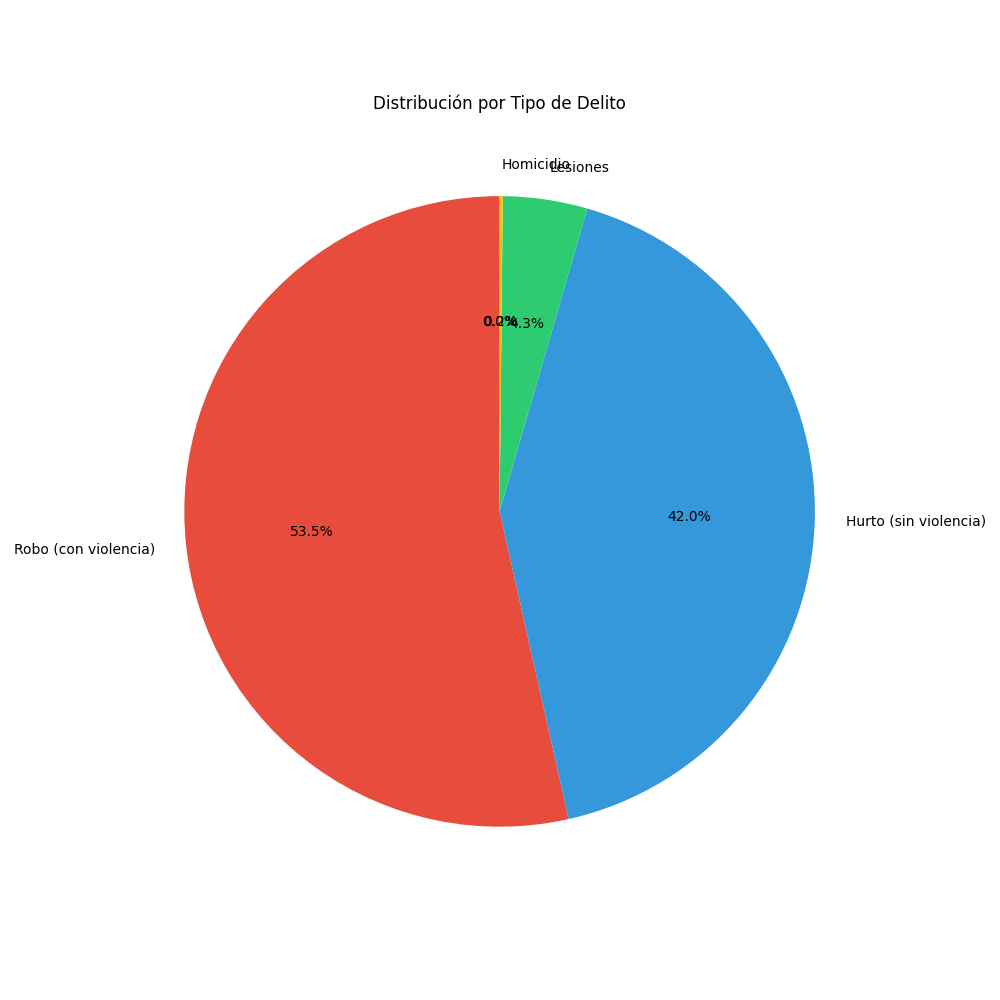 Distribución por Tipo de Delito
Homicidio
Lesiones
4.3%
42.0%
Hurto (sin violencia)
53.5%
Robo (con violencia)